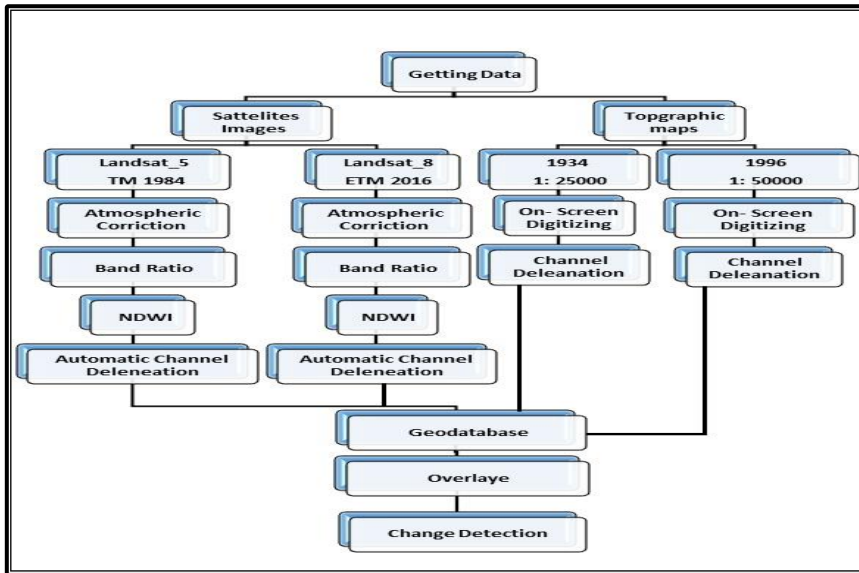 Getting Data
Sattelites
Images
Topgraphic
maps
Landsat_5
TM 1984
Landsat_8
ETM 2016
1934
1: 25000
1996
1: 50000
Atmospheric
Corriction
Atmospheric
Corriction
On- Screen
Digitizing
On- Screen
Digitizing
Band Ratio
Band Ratio
Channel
Deleanation
Channel
Deleanation
NDWI
NDWI
Automatic Channel
Deleneation
Automatic Channel
Deleneation
Geodatabase
Overlaye
Change Detection